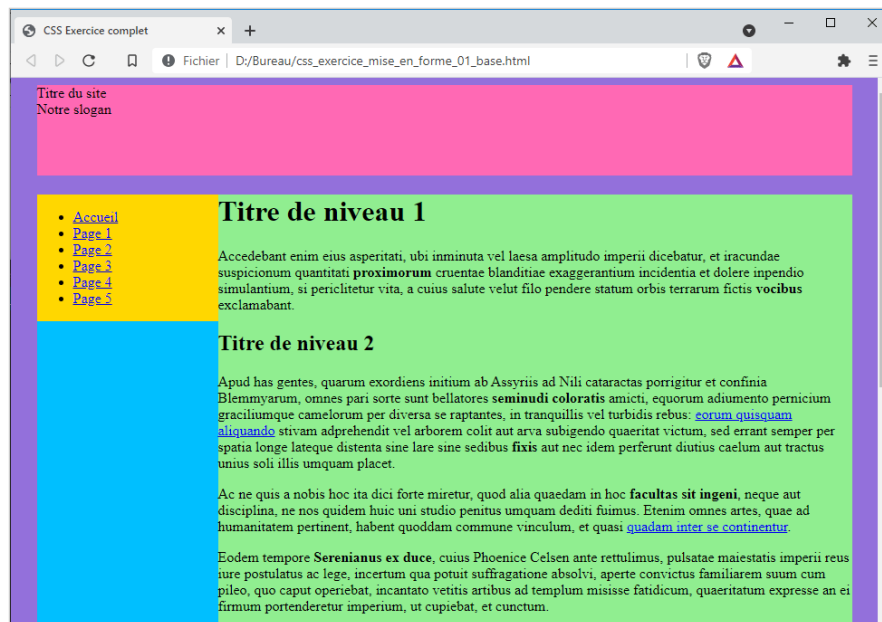 CSS Exercice complet
Fichier D:/Bureau/css_exercice_mise_en_forme_01_base.html
Titre du site
Notre slogan
Accueil
Page 1
Page 2
Page 3
Page 4
Page 5
Titre de niveau 1
Accedebant enim eius asperitati, ubi inminuta vel laesa amplitudo imperii dicebatur, et iracundae
suspicionum quantitati proximorum cruentae blanditiae exaggerantium incidentia et dolere inpendio
simulantium, si periclitetur vita, a cuius salute velut filo pendere statum orbis terrarum fictis vocibus
exclamabant.
Titre de niveau 2
Apud has gentes, quarum exordiens initium ab Assyriis ad Nili cataractas porrigitur et confinia
Blemmyarum, omnes pari sorte sunt bellatores seminudi coloratis amicti, equorum adiumento pernicium
graciliumque camelorum per diversa se raptantes, in tranquillis vel turbidis rebus: eorum quisquam
aliquando stivam adprehendit vel arborem colit aut arva subigendo quaeritat victum, sed errant semper per
spatia longe lateque distenta sine lare sine sedibus fixis aut nec idem perferunt diutius caelum aut tractus
unius soli illis umquam placet.
Ac ne quis a nobis hoc ita dici forte miretur, quod alia quaedam in hoc facultas sit ingeni, neque aut
disciplina, ne nos quidem huic uni studio penitus umquam dediti fuimus. Etenim omnes artes, quae ad
humanitatem pertinent, habent quoddam commune vinculum, et quasi quadam inter se continentur.
Eodem tempore Serenianus ex duce, cuius Phoenice Celsen ante rettulimus, pulsatae maiestatis imperii reus
iure postulatus ac lege, incertum qua potuit suffragatione absolvi, aperte convictus familiarem suum cum
pileo, quo caput operiebat, incantato vetitis artibus ad templum misisse fatidicum, quaeritatum expresse an ei
firmum portenderetur imperium, ut cupiebat, et cunctum.